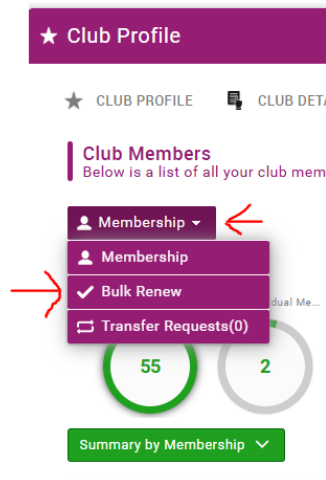 Club Profile
CLUB PROFILE CLUB DETA
Club Members
Below is a list of all your club mem
Membership
Membership
Bulk Renew
dual Me...
Transfer Requests(0)
55 2
Summary by Membership